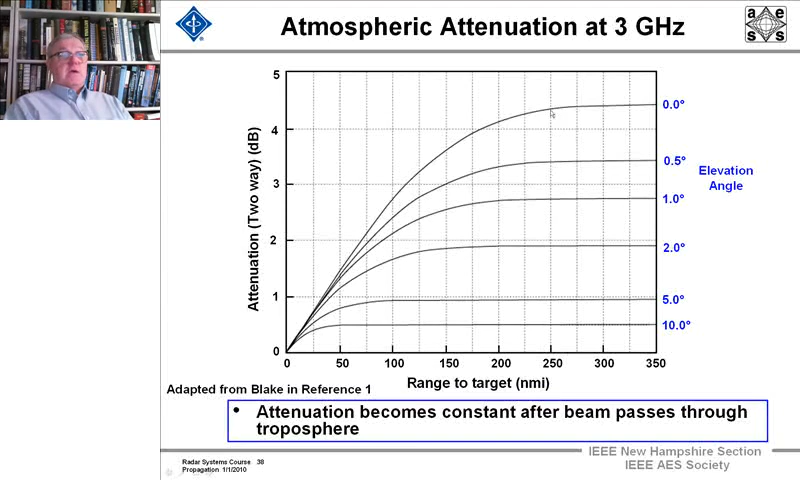 Atmospheric Attenuation at 3 GHz
a e
s s
Attenuation (Two way) (dB)
5
4
3
2
1
0
0 50 100 150 200 250 300 350
Range to target (nmi)
0.0°
0.5°
1.0°
2.0°
5.0°
10.0°
Elevation
Angle
Adapted from Blake in Reference 1
• Attenuation becomes constant after beam passes through
troposphere
Radar Systems Course 38
Propagation 1/1/2010
IEEE New Hampshire Section
IEEE AES Society